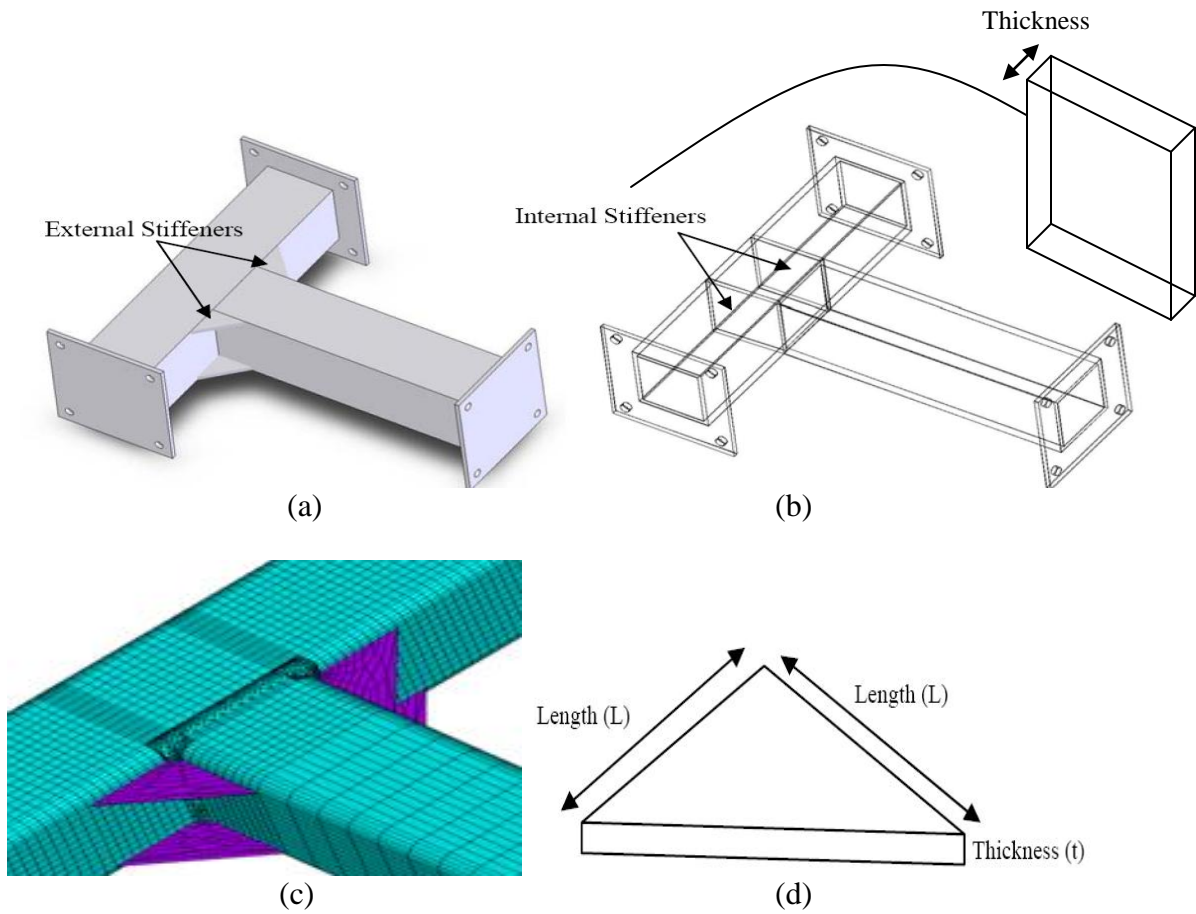 Thickness
External Stiffeners
Internal Stiffeners
(a)
(b)
Length (L)
Length (L)
Thickness (t)
(c)
(d)